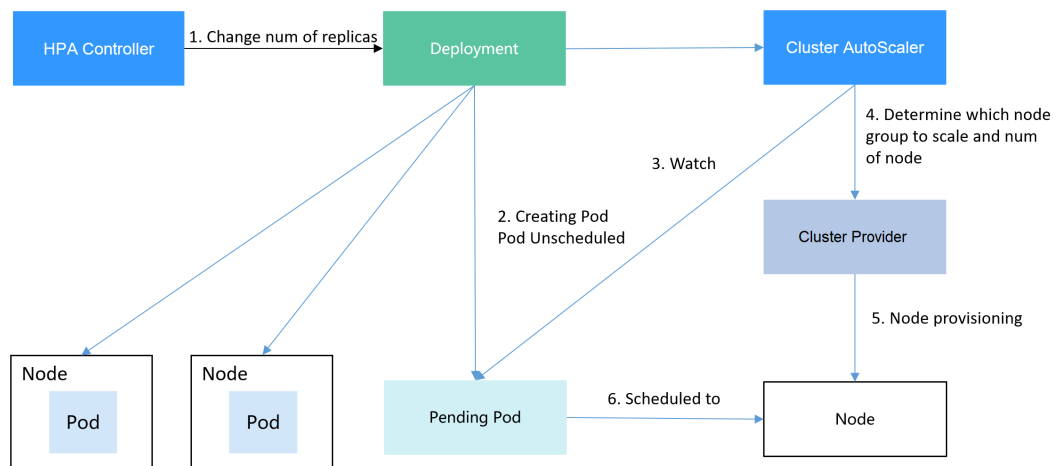 HPA Controller
1. Change num of replicas
Deployment
Cluster AutoScaler
4. Determine which node
group to scale and num
of node
3. Watch
2. Creating Pod
Pod Unscheduled
Cluster Provider
5. Node provisioning
Node
Pod
Node
Pod
Pending Pod
6. Scheduled to
Node